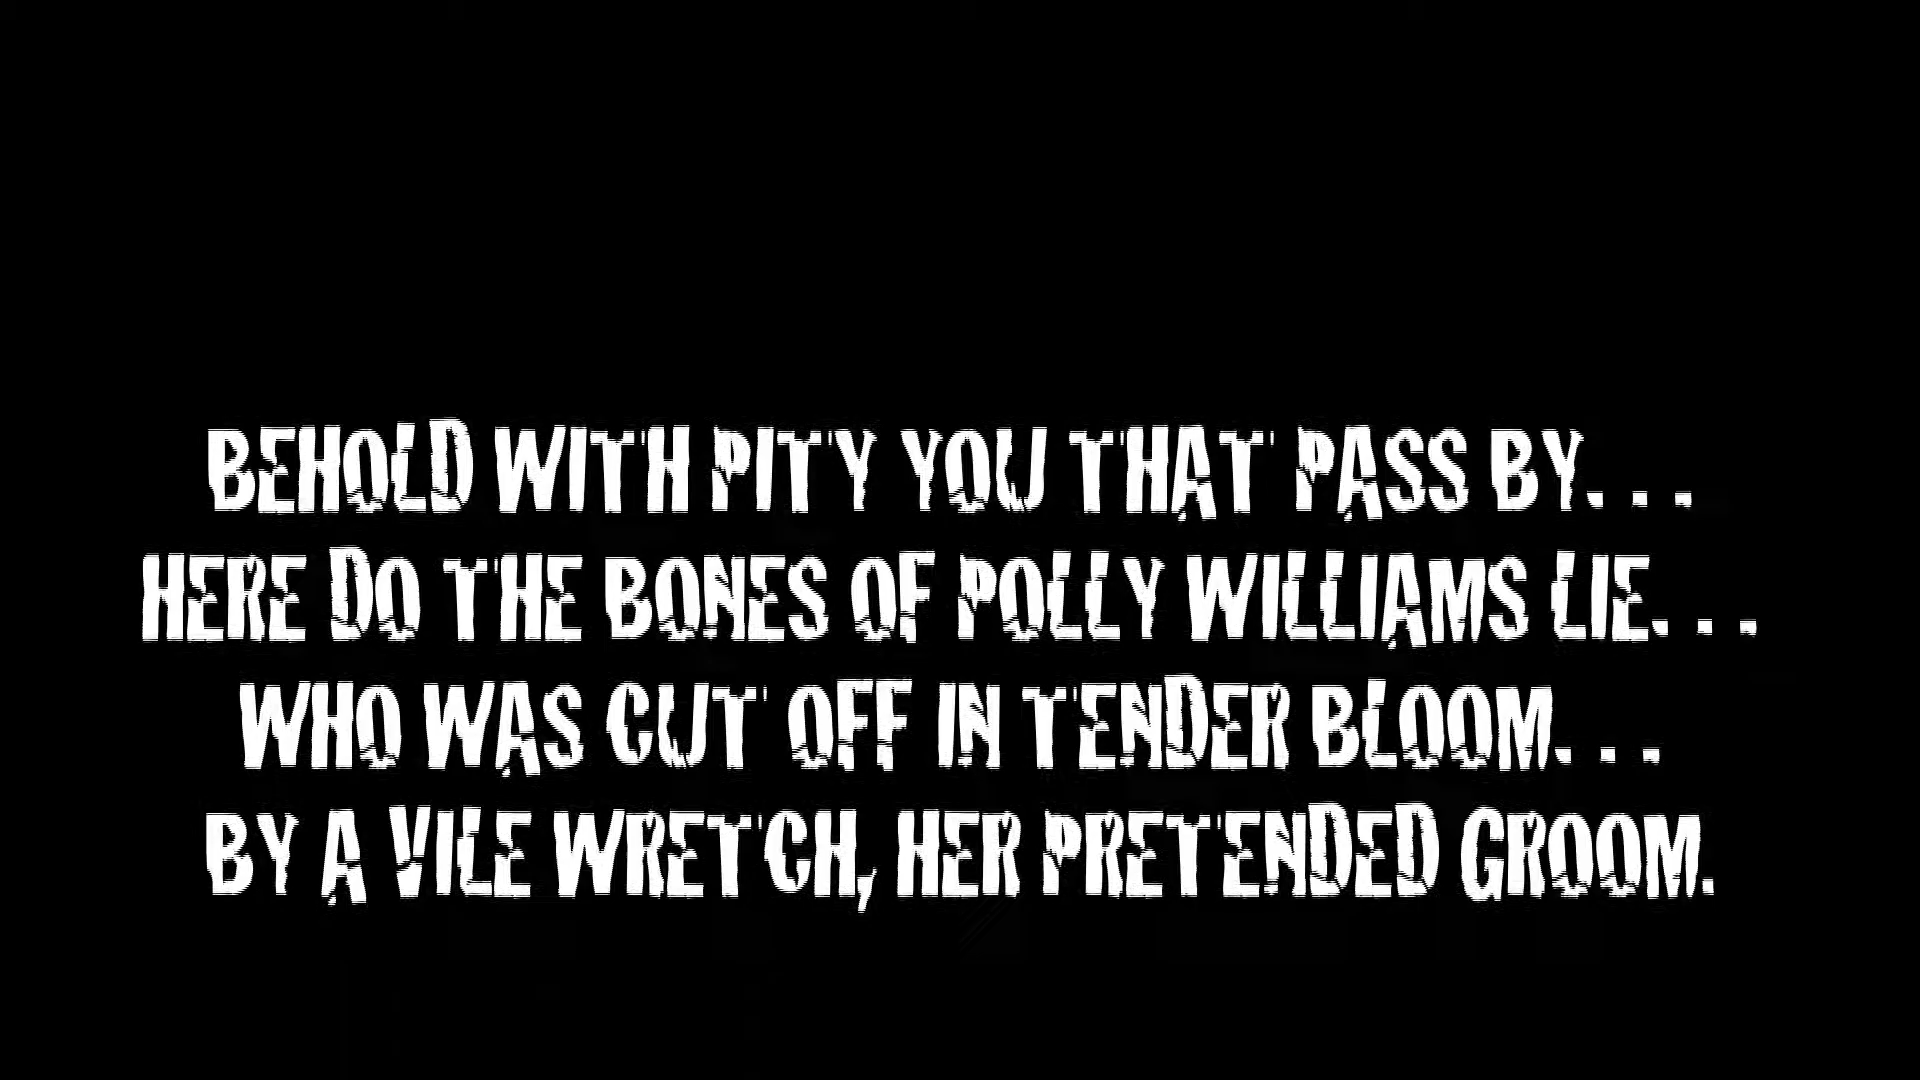 BEHOLD WITH PITY YOU THAT PASS BY. . .
HERE DO THE BONES OF POLLY WILLIAMS LIE. . .
WHO WAS CUT OFF IN TENDER BLOOM. . .
BY A VILE WRETCH, HER PRETENDED GROOM.